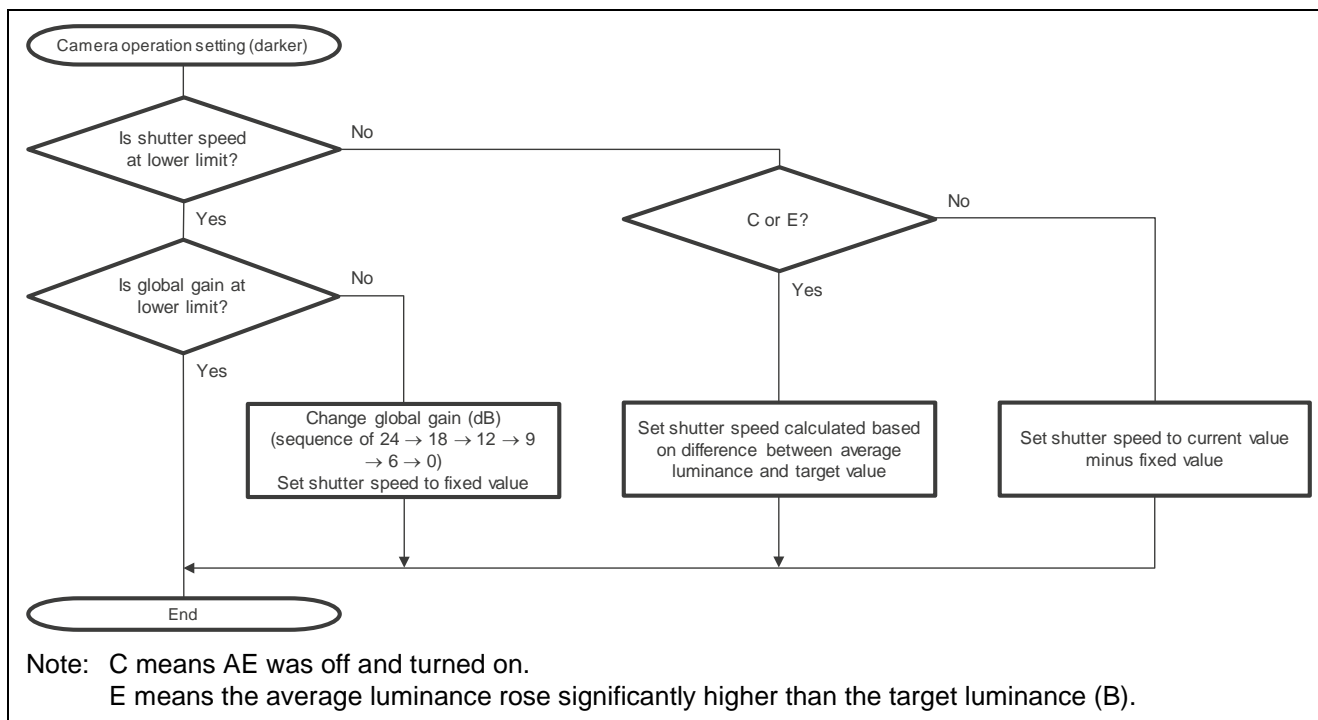 Camera operation setting (darker)
Is shutter speed
at lower limit?
No
Yes
C or E?
No
Yes
Is global gain at
lower limit?
No
Yes
Change global gain (dB)
(sequence of 24 → 18 → 12 → 9
→ 6 → 0)
Set shutter speed to fixed value
Set shutter speed calculated based
on difference between average
luminance and target value
Set shutter speed to current value
minus fixed value
End
Note: C means AE was off and turned on.
E means the average luminance rose significantly higher than the target luminance (B).